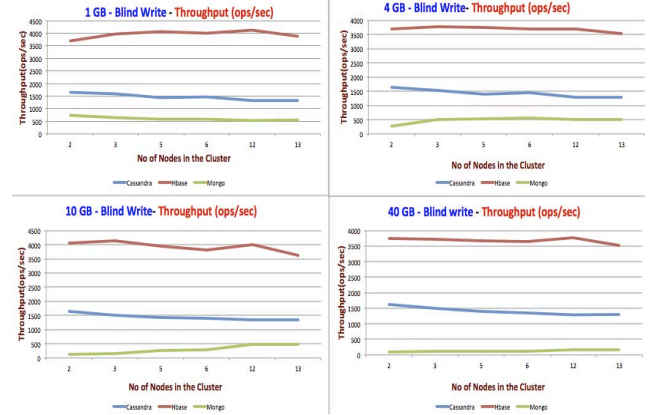 1 GB - Blind Write - Throughput (ops/sec)
Throughput(ops/sec)
4500
4000
3500
3000
2500
2000
1500
1000
500
0
2 3 5 6 12 13
No of Nodes in the Cluster
Cassandra Hbase Mongo
4 GB - Blind Write- Throughput (ops/sec)
Throughput(ops/sec)
4000
3500
3000
2500
2000
1500
1000
500
0
2 3 5 6 12 13
No of Nodes in the Cluster
Cassandra Hbase Mongo
10 GB - Blind Write- Throughput (ops/sec)
Throughput(ops/sec)
4500
4000
3500
3000
2500
2000
1500
1000
500
0
2 3 5 6 12 13
No of Nodes in the Cluster
Cassandra Hbase Mongo
40 GB - Blind write - Throughput (ops/sec)
Throughput(ops/sec)
4000
3500
3000
2500
2000
1500
1000
500
0
2 3 5 6 12 13
No of Nodes in the Cluster
Cassandra Hbase Mongo